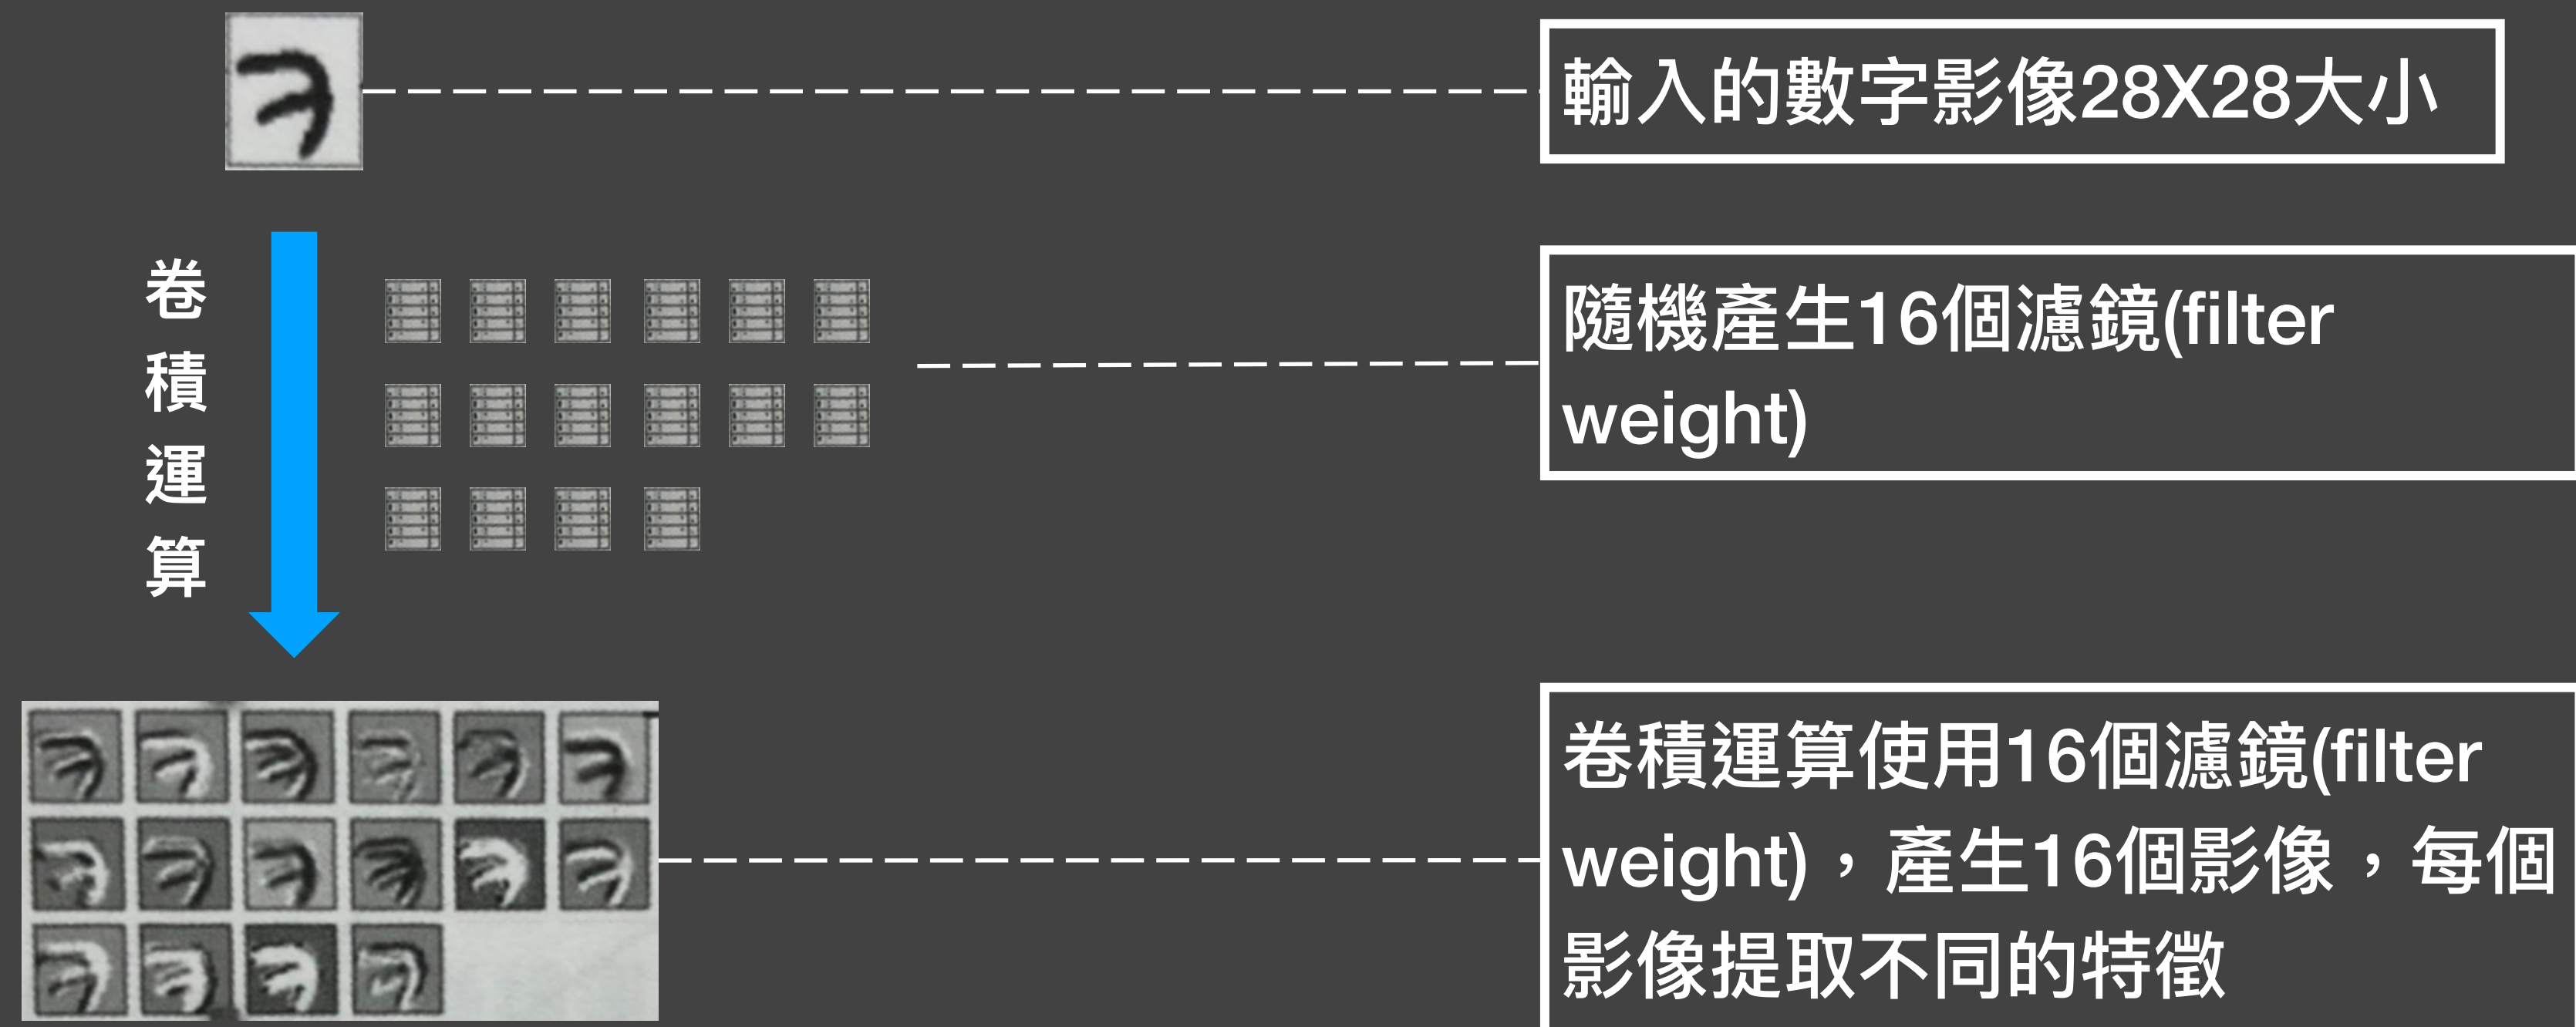 輸入的數字影像28X28大小
卷
積
運
算
隨機產生16個濾鏡(filter
weight)
卷積運算使用16個濾鏡(filter
weight)，產生16個影像，每個
影像提取不同的特徵